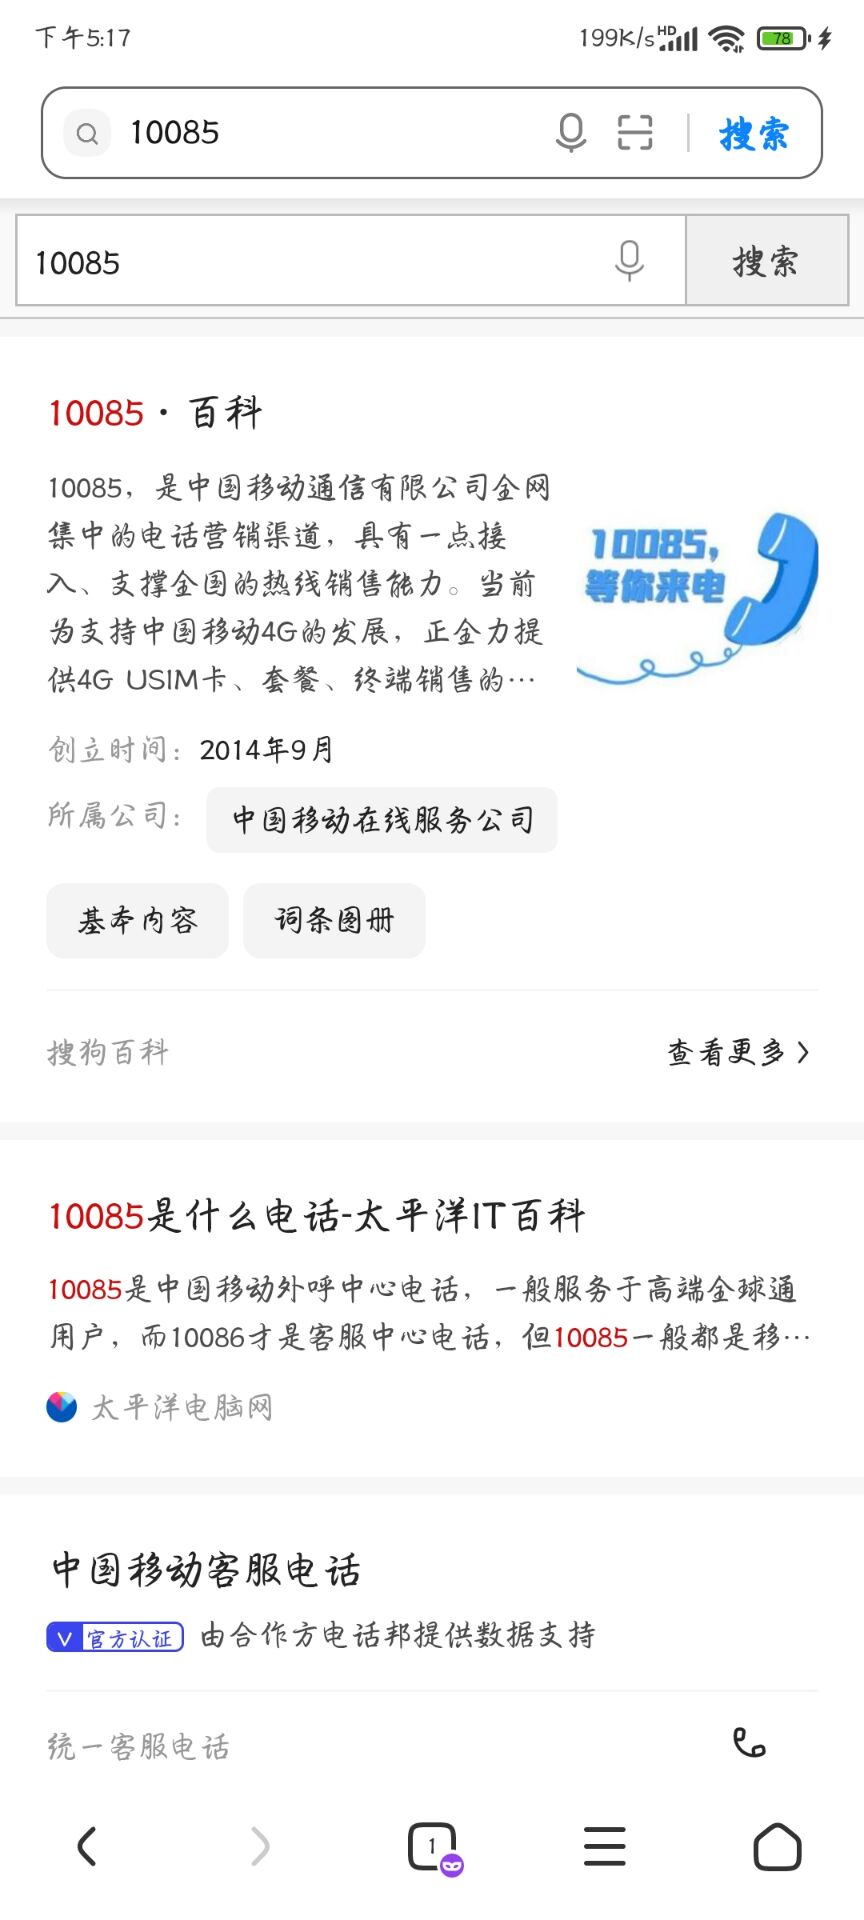 下午5:17
199K/s HD 78
10085 搜索
10085 搜索
10085 · 百科
10085，是中国移动通信有限公司全网
集中的电话营销渠道，具有一点接
入、支撑全国的热线销售能力。当前
为支持中国移动4G的发展，正全力提
供4G USIM卡、套餐、终端销售的…
10085，
等你来电
创立时间：2014年9月
所属公司：中国移动在线服务公司
基本内容 词条图册
搜狗百科 查看更多
10085是什么电话-太平洋IT百科
10085是中国移动外呼中心电话，一般服务于高端全球通
用户，而10086才是客服中心电话，但10085一般都是移…
太平洋电脑网
中国移动客服电话
V 官方认证 由合作方电话邦提供数据支持
统一客服电话
1